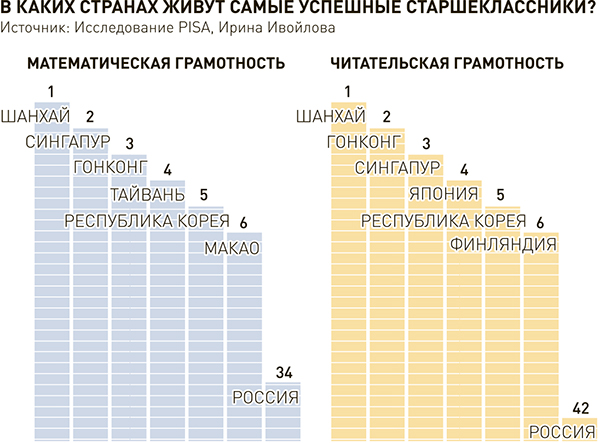 В КАКИХ СТРАНАХ ЖИВУТ САМЫЕ УСПЕШНЫЕ СТАРШЕКЛАССНИКИ?
Источник: Исследование PISA, Ирина Ивойлова
МАТЕМАТИЧЕСКАЯ ГРАМОТНОСТЬ
1
ШАНХАЙ
2
СИНГАПУР
3
ГОНКОНГ
4
ТАЙВАНЬ
5
РЕСПУБЛИКА КОРЕЯ
6
МАКАО
34
РОССИЯ
ЧИТАТЕЛЬСКАЯ ГРАМОТНОСТЬ
1
ШАНХАЙ
2
ГОНКОНГ
3
СИНГАПУР
4
ЯПОНИЯ
5
РЕСПУБЛИКА КОРЕЯ
6
ФИНЛЯНДИЯ
42
РОССИЯ